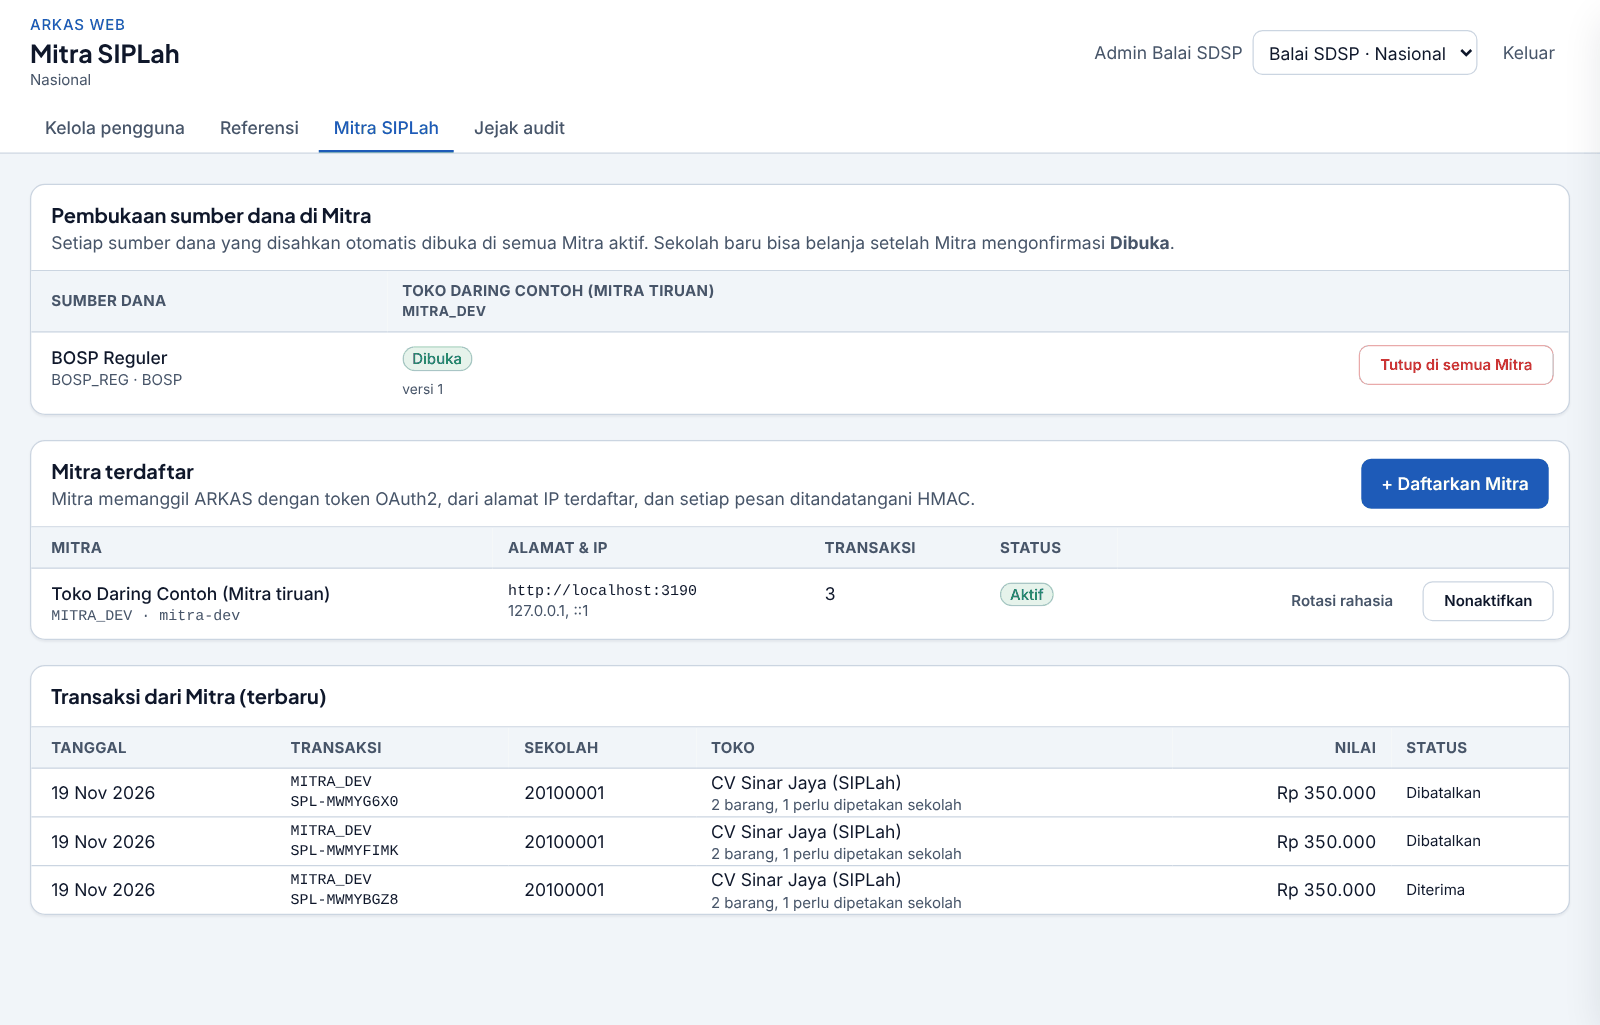 ARKAS WEB
Mitra SIPLah
Nasional
Admin Balai SDSP
Balai SDSP · Nasional
Keluar
Kelola pengguna
Referensi
Mitra SIPLah
Jejak audit
Pembukaan sumber dana di Mitra
Setiap sumber dana yang disahkan otomatis dibuka di semua Mitra aktif. Sekolah baru bisa belanja setelah Mitra mengonfirmasi Dibuka.
SUMBER DANA
TOKO DARING CONTOH (MITRA TIRUAN)
MITRA_DEV
BOSP Reguler
BOSP_REG · BOSP
Dibuka
versi 1
Tutup di semua Mitra
Mitra terdaftar
Mitra memanggil ARKAS dengan token OAuth2, dari alamat IP terdaftar, dan setiap pesan ditandatangani HMAC.
+ Daftarkan Mitra
MITRA
ALAMAT & IP
TRANSAKSI
STATUS
Toko Daring Contoh (Mitra tiruan)
MITRA_DEV · mitra-dev
http://localhost:3190
127.0.0.1, ::1
3
Aktif
Rotasi rahasia
Nonaktifkan
Transaksi dari Mitra (terbaru)
TANGGAL
TRANSAKSI
SEKOLAH
TOKO
NILAI
STATUS
19 Nov 2026
MITRA_DEV
SPL-MWMYG6X0
20100001
CV Sinar Jaya (SIPLah)
2 barang, 1 perlu dipetakan sekolah
Rp 350.000
Dibatalkan
19 Nov 2026
MITRA_DEV
SPL-MWMYFIMK
20100001
CV Sinar Jaya (SIPLah)
2 barang, 1 perlu dipetakan sekolah
Rp 350.000
Dibatalkan
19 Nov 2026
MITRA_DEV
SPL-MWMYBGZ8
20100001
CV Sinar Jaya (SIPLah)
2 barang, 1 perlu dipetakan sekolah
Rp 350.000
Diterima